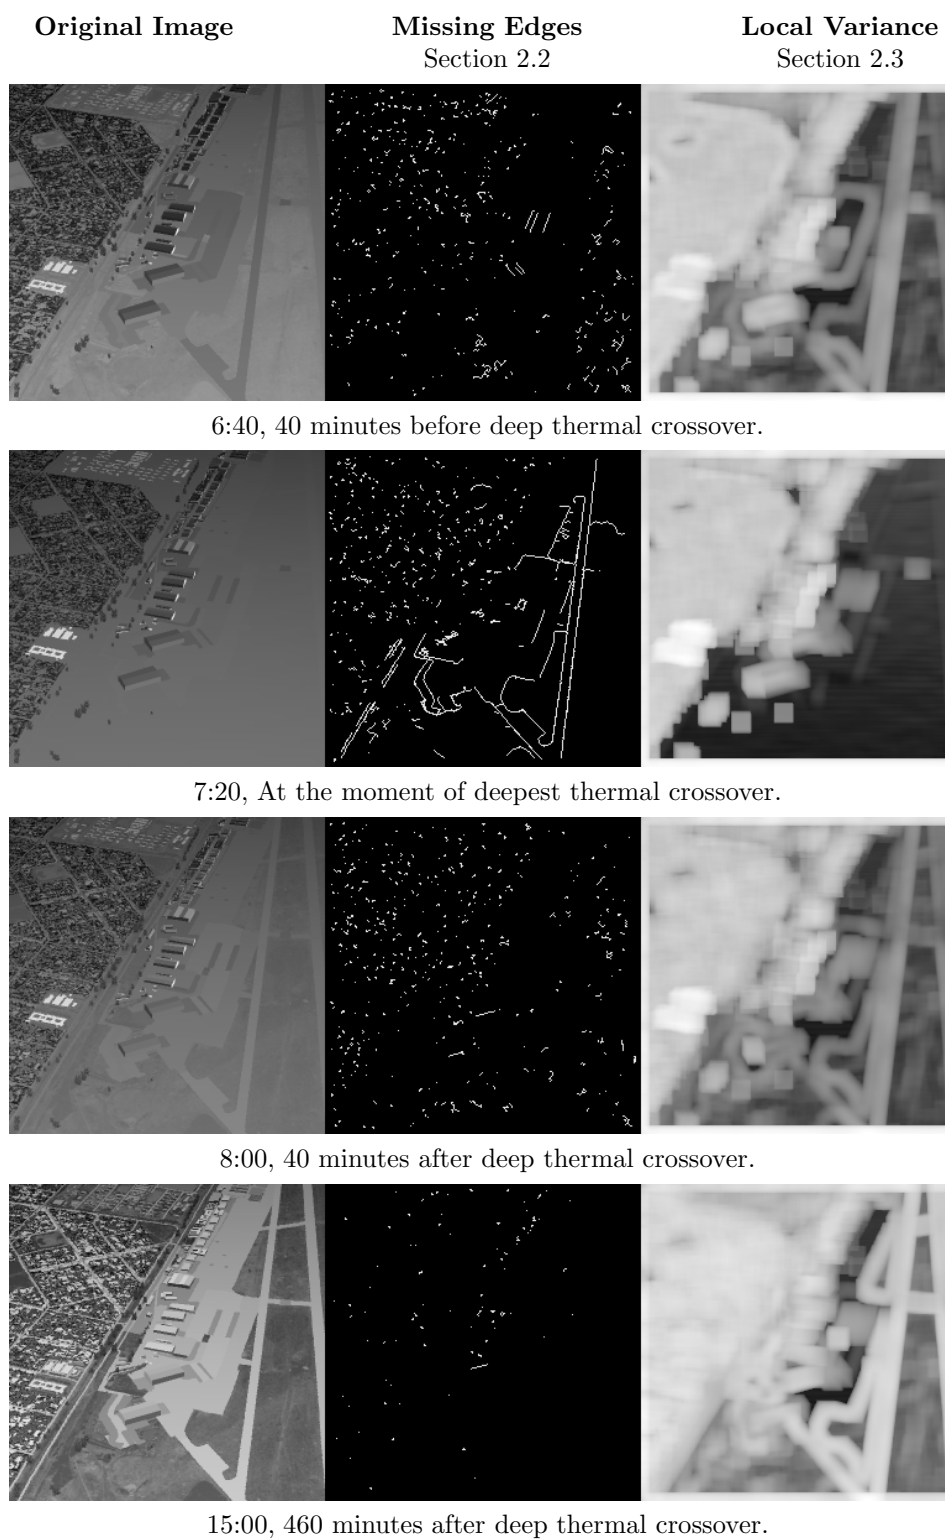 Original Image
Missing Edges
Local Variance
Section 2.2
Section 2.3
6:40, 40 minutes before deep thermal crossover.
7:20, At the moment of deepest thermal crossover.
8:00, 40 minutes after deep thermal crossover.
15:00, 460 minutes after deep thermal crossover.